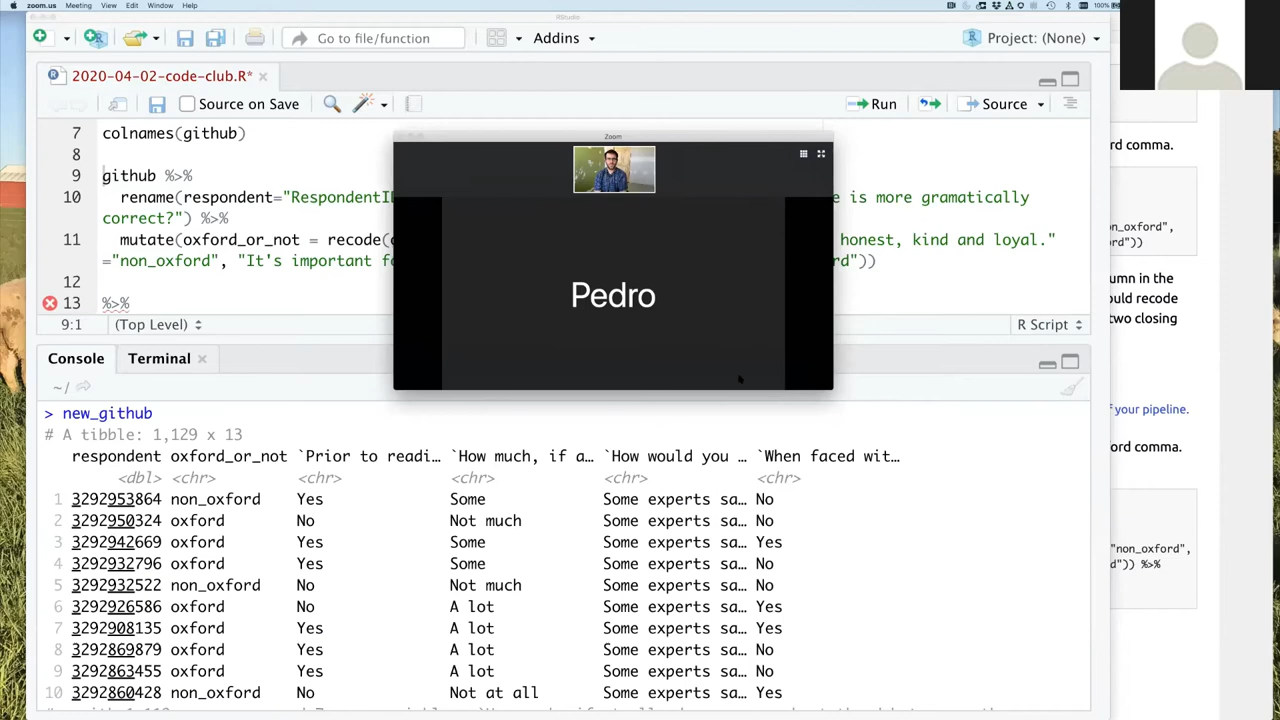 zoom.us Meeting View Edit Window Help 100%
RStudio
Go to file/function Addins Project: (None)
2020-04-02-code-club.R*
Source on Save Run Source
7 colnames(github)
8
9 github %>%
10 rename(respondent="RespondentI e is more gramatically
correct?") %>%
11 mutate(oxford_or_not = recode( honest, kind and loyal."
="non_oxford", "It's important f rd"))
12
13 %>%
9:1 (Top Level) R Script
Zoom
Pedro
Console Terminal
~/
> new_github
# A tibble: 1,129 x 13
respondent oxford_or_not `Prior to readi… `How much, if a… `How would you … `When faced wit…
<dbl> <chr> <chr> <chr> <chr> <chr>
1 3292953864 non_oxford Yes Some Some experts sa… No
2 3292950324 oxford No Not much Some experts sa… No
3 3292942669 oxford Yes Some Some experts sa… Yes
4 3292932796 oxford Yes Some Some experts sa… No
5 3292932522 non_oxford No Not much Some experts sa… No
6 3292926586 oxford No A lot Some experts sa… Yes
7 3292908135 oxford Yes A lot Some experts sa… Yes
8 3292869879 oxford Yes A lot Some experts sa… No
9 3292863455 oxford Yes A lot Some experts sa… No
10 3292860428 non_oxford No Not at all Some experts sa… Yes
rd comma.
n_oxford",
rd"))
umn in the
ould recode
two closing
f your pipeline.
ord comma.
"non_oxford",
d")) %>%